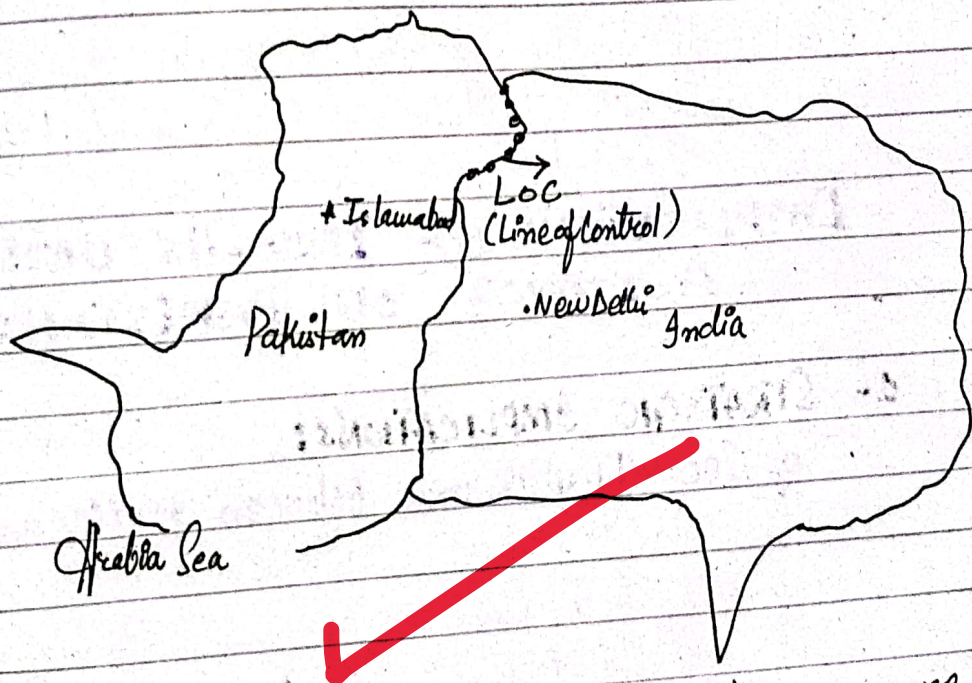 LOC
* Islamabad
(Line of Control)
.New Delhi
Pakistan
India
Arabia Sea